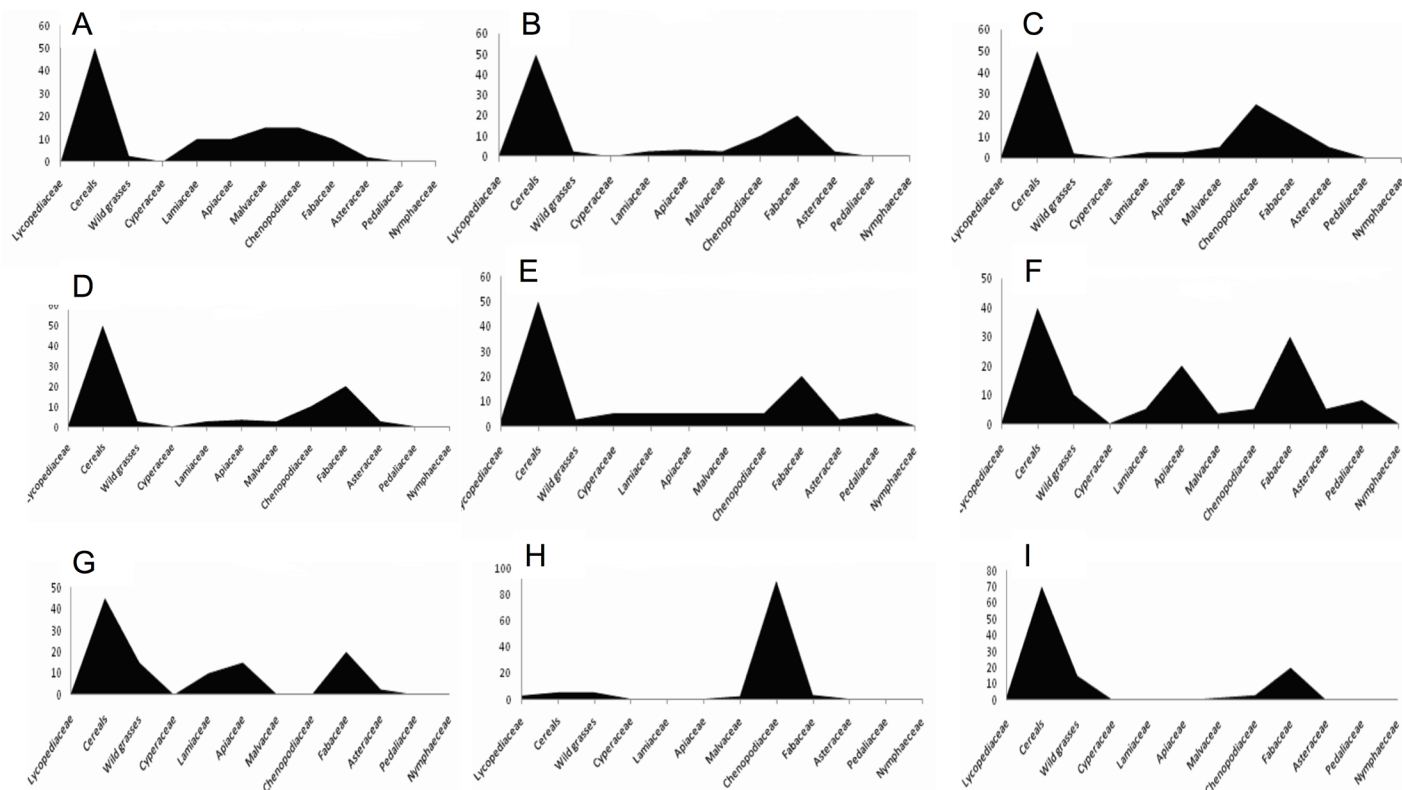 A
60
50
40
30
20
10
0
Lycopediaceae
Cereals
Wild grasses
Cyperaceae
Lamiaceae
Apiaceae
Malvaceae
Chenopodiaceae
Fabaceae
Asteraceae
Pedaliaceae
Nymphaeceae
B
60
50
40
30
20
10
0
Lycopediaceae
Cereals
Wild grasses
Cyperaceae
Lamiaceae
Apiaceae
Malvaceae
Chenopodiaceae
Fabaceae
Asteraceae
Pedaliaceae
Nymphaeceae
C
60
50
40
30
20
10
0
Lycopediaceae
Cereals
Wild grasses
Cyperaceae
Lamiaceae
Apiaceae
Malvaceae
Chenopodiaceae
Fabaceae
Asteraceae
Pedaliaceae
Nymphaeceae
D
60
50
40
30
20
10
0
Lycopediaceae
Cereals
Wild grasses
Cyperaceae
Lamiaceae
Apiaceae
Malvaceae
Chenopodiaceae
Fabaceae
Asteraceae
Pedaliaceae
Nymphaeceae
E
60
50
40
30
20
10
0
ycopediaceae
Cereals
Wild grasses
Cyperaceae
Lamiaceae
Apiaceae
Malvaceae
Chenopodiaceae
Fabaceae
Asteraceae
Pedaliaceae
Nymphaeceae
F
50
40
30
20
10
0
Lycopediaceae
Cereals
Wild grasses
Cyperaceae
Lamiaceae
Apiaceae
Malvaceae
Chenopodiaceae
Fabaceae
Asteraceae
Pedaliaceae
Nymphaeceae
G
50
40
30
20
10
0
Lycopediaceae
Cereals
Wild grasses
Cyperaceae
Lamiaceae
Apiaceae
Malvaceae
Chenopodiaceae
Fabaceae
Asteraceae
Pedaliaceae
Nymphaeceae
H
100
80
60
40
20
0
Lycopediaceae
Cereals
Wild grasses
Cyperaceae
Lamiaceae
Apiaceae
Malvaceae
Chenopodiaceae
Fabaceae
Asteraceae
Pedaliaceae
Nymphaeceae
I
80
70
60
50
40
30
20
10
0
Lycopediaceae
Cereals
Wild grasses
Cyperaceae
Lamiaceae
Apiaceae
Malvaceae
Chenopodiaceae
Fabaceae
Asteraceae
Pedaliaceae
Nymphaeceae